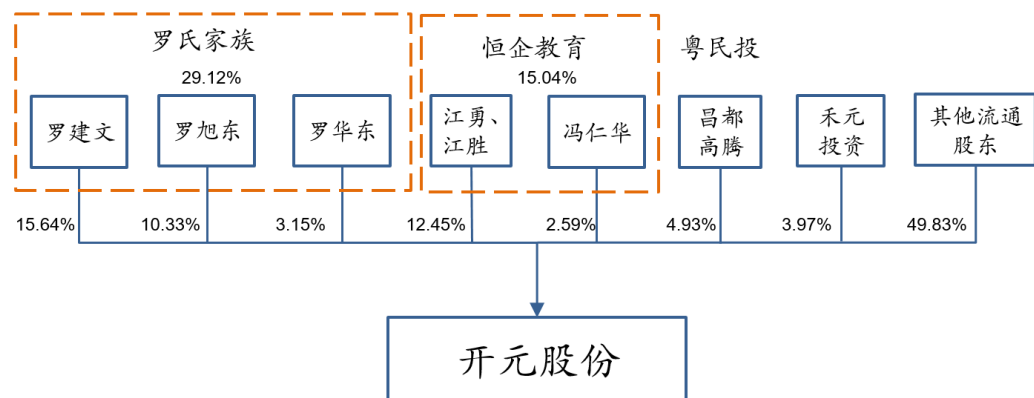 罗氏家族
恒企教育
粤民投
29.12%
15.04%
罗建文
罗旭东
罗华东
江勇、
江胜
冯仁华
昌都
高腾
禾元
投资
其他流通
股东
15.64%
10.33%
3.15%
12.45%
2.59%
4.93%
3.97%
49.83%
开元股份